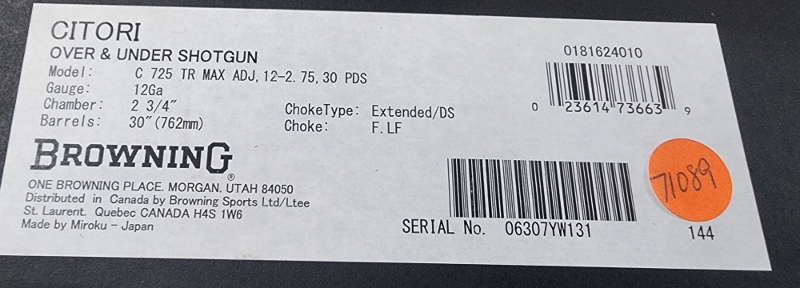 CITORI
OVER & UNDER SHOTGUN
Model: C 725 TR MAX ADJ, 12-2. 75, 30 PDS
Gauge: 12Ga
Chamber: 2 3/4"
Barrels: 30"(762mm)
ChokeType: Extended/DS
Choke: F. LF
0181624010
0 23614 73663 9
BROWNING®
ONE BROWNING PLACE. MORGAN. UTAH 84050
Distributed in Canada by Browning Sports Ltd/Ltee
St. Laurent. Quebec CANADA H4S 1W6
Made by Miroku - Japan
SERIAL No. 06307YW131
71089
144